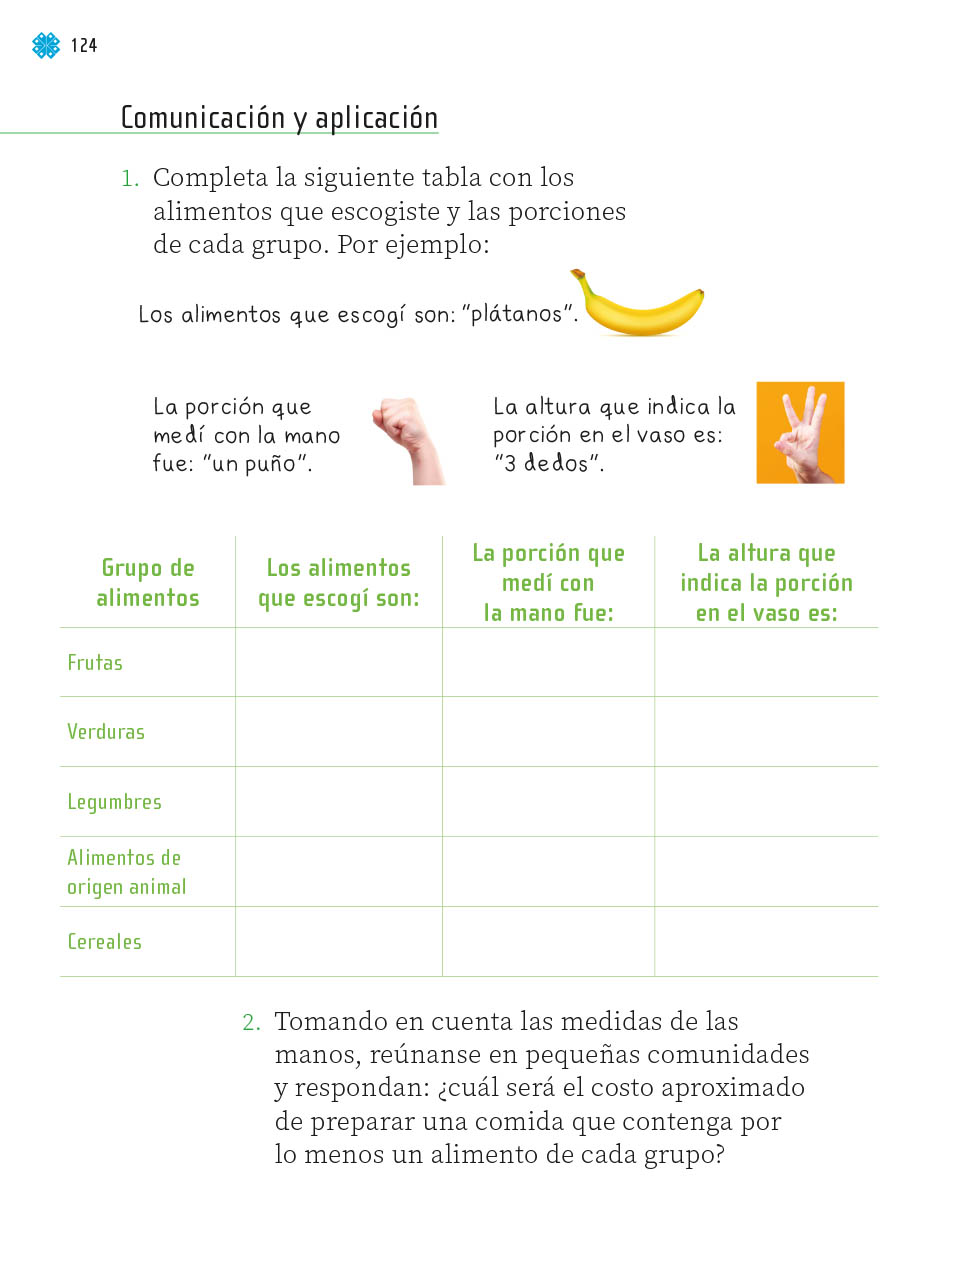 124
Comunicación y aplicación
1. Completa la siguiente tabla con los
alimentos que escogiste y las porciones
de cada grupo. Por ejemplo:
Los alimentos que escogí son: “plátanos”.
La porción que
medí con la mano
fue: “un puño”.
La altura que indica la
porción en el vaso es:
“3 dedos”.
Grupo de
alimentos
Los alimentos
que escogí son:
La porción que
medí con
la mano fue:
La altura que
indica la porción
en el vaso es:
Frutas
Verduras
Legumbres
Alimentos de
origen animal
Cereales
2. Tomando en cuenta las medidas de las
manos, reúnanse en pequeñas comunidades
y respondan: ¿cuál será el costo aproximado
de preparar una comida que contenga por
lo menos un alimento de cada grupo?